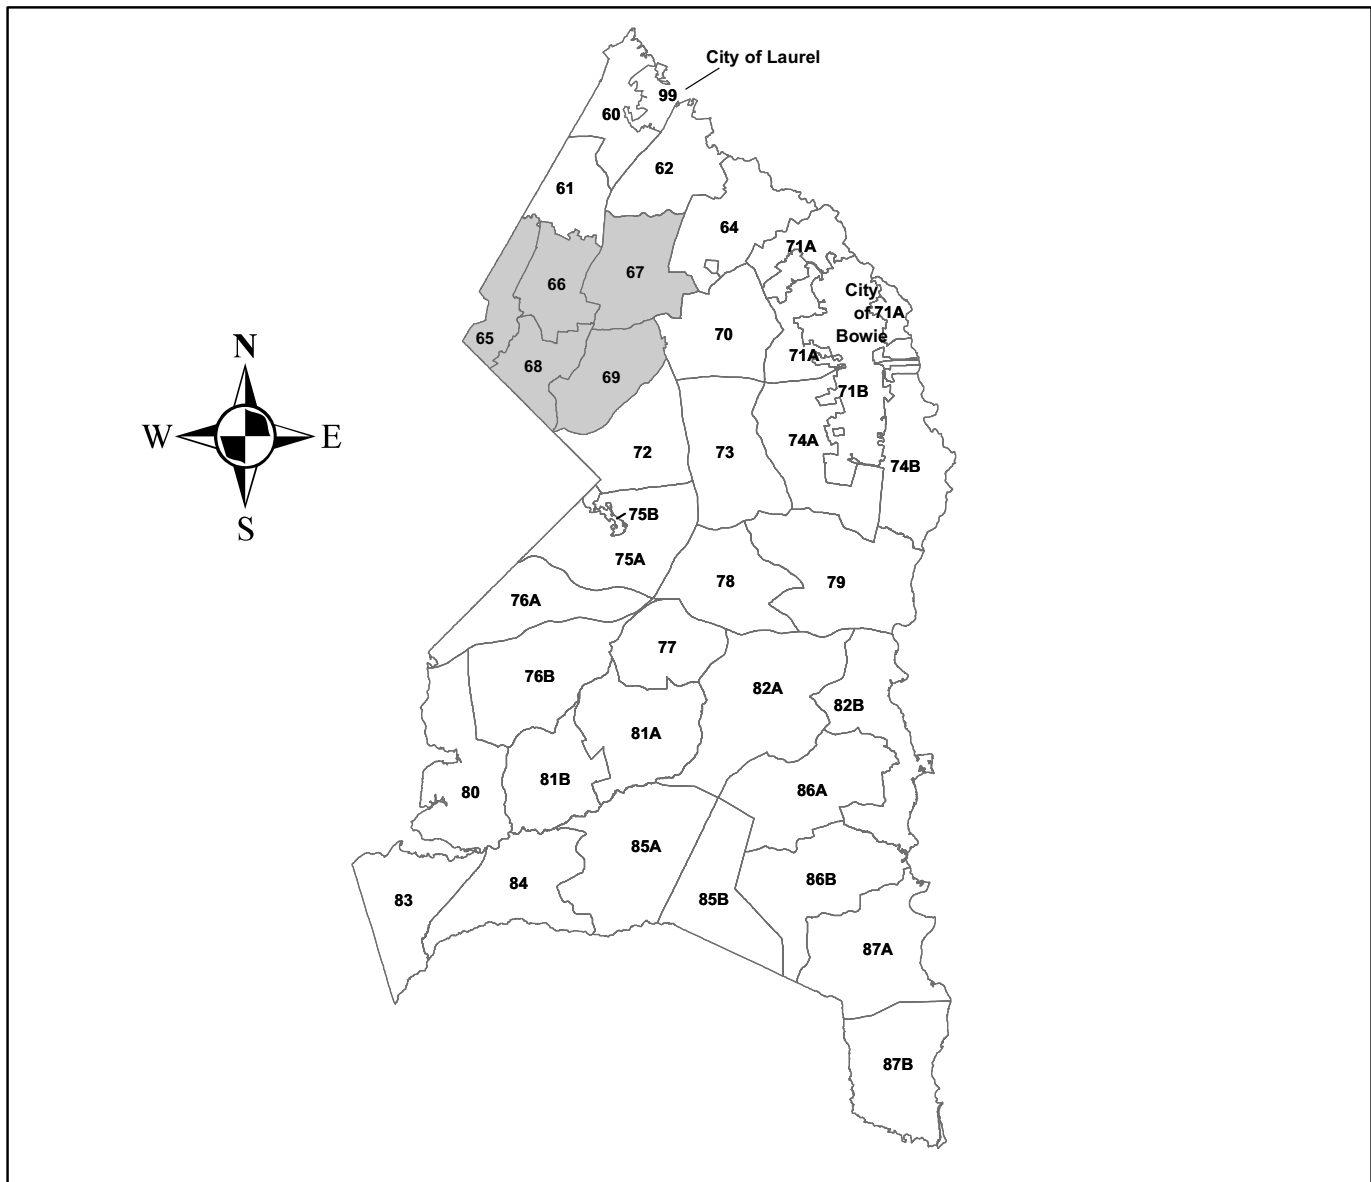 City of Laurel
99
60
62
61
64
71A
67
66
City
of
71A
Bowie
70
65
71A
68
69
71B
N
W
E
S
72
73
74A
74B
75B
75A
78
79
76A
77
76B
82A
82B
81A
81B
80
86A
85A
84
86B
83
85B
87A
87B